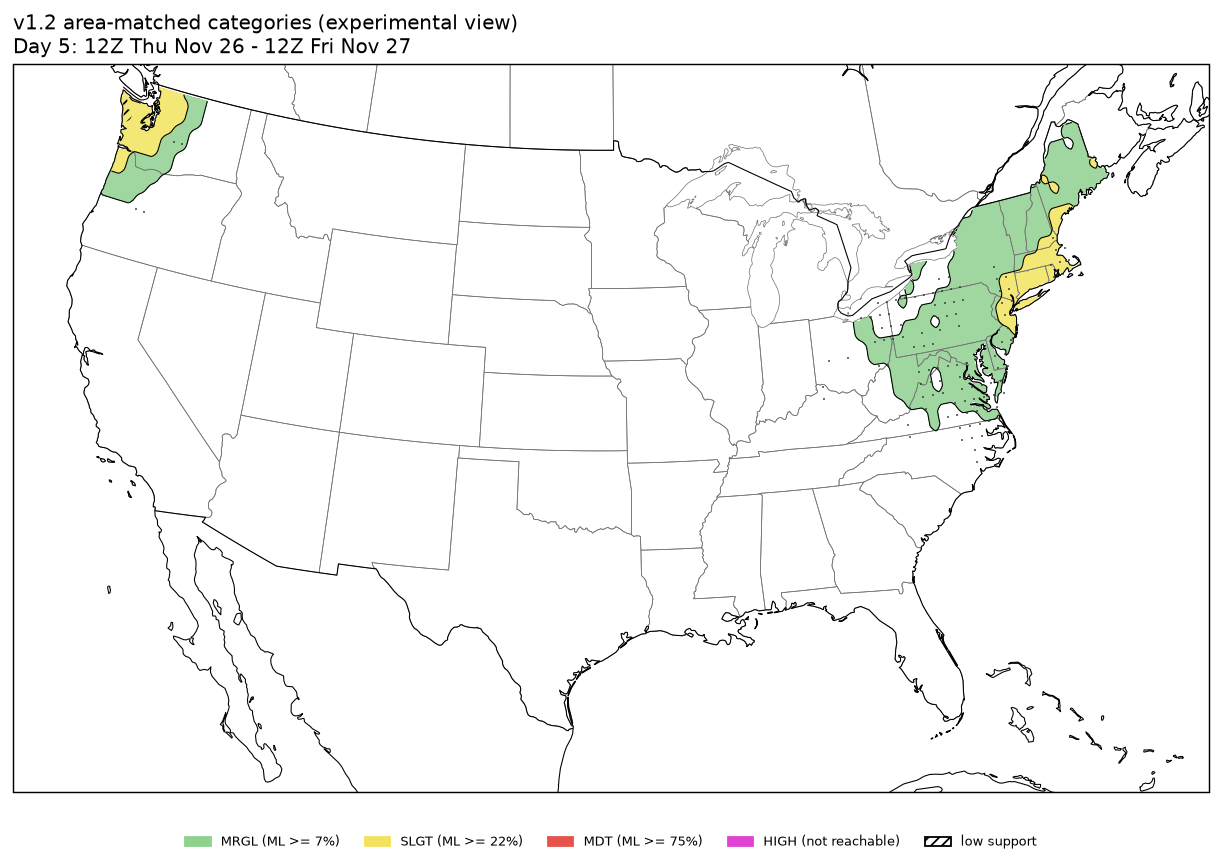 v1.2 area-matched categories (experimental view)
Day 5: 12Z Thu Nov 26 - 12Z Fri Nov 27
MRGL (ML >= 7%)
SLGT (ML >= 22%)
MDT (ML >= 75%)
HIGH (not reachable)
low support